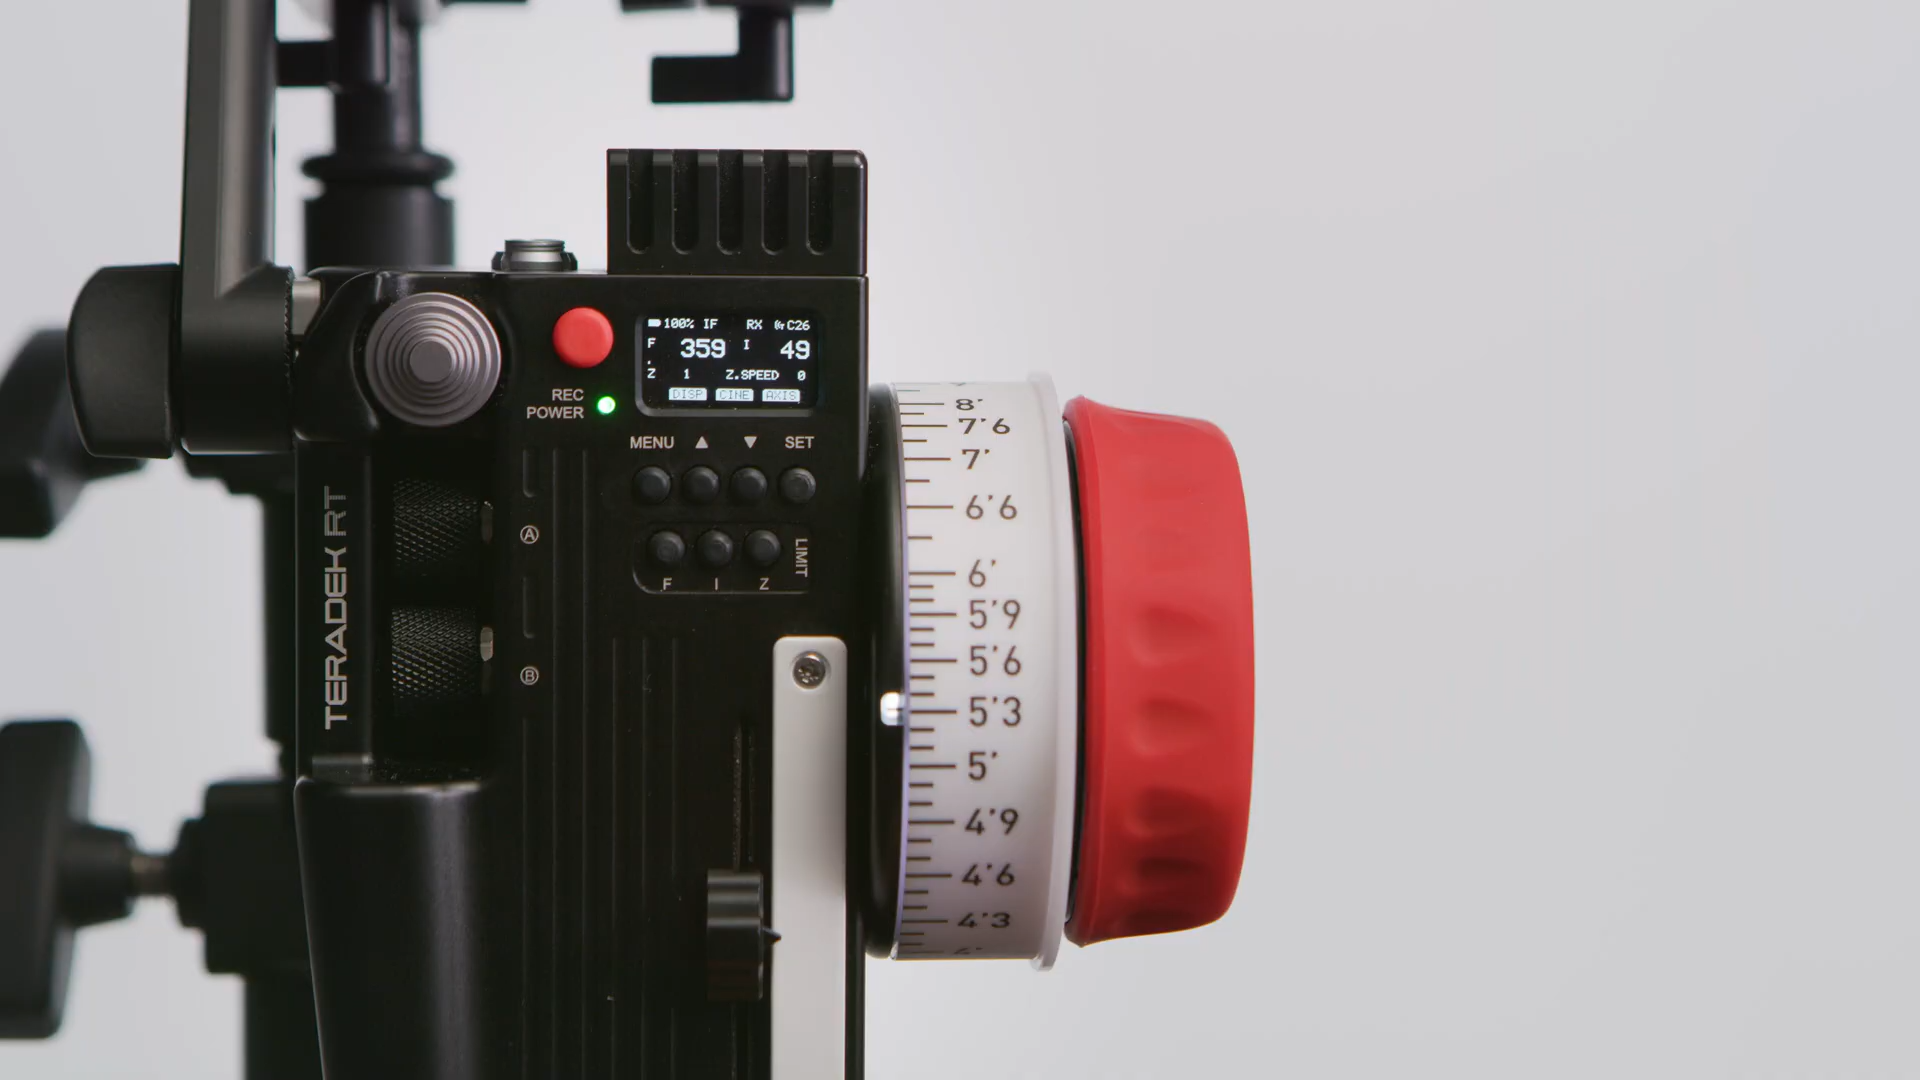 100% IF RX C26
F 359 I 49
Z 1 Z.SPEED 0
DISP CINE AXIS
REC
POWER
MENU ▲ ▼ SET
A
F I Z
LIMIT
B
TERADEK RT
8'
7'6
7'
6'6
6'
5'9
5'6
5'3
5'
4'9
4'6
4'3